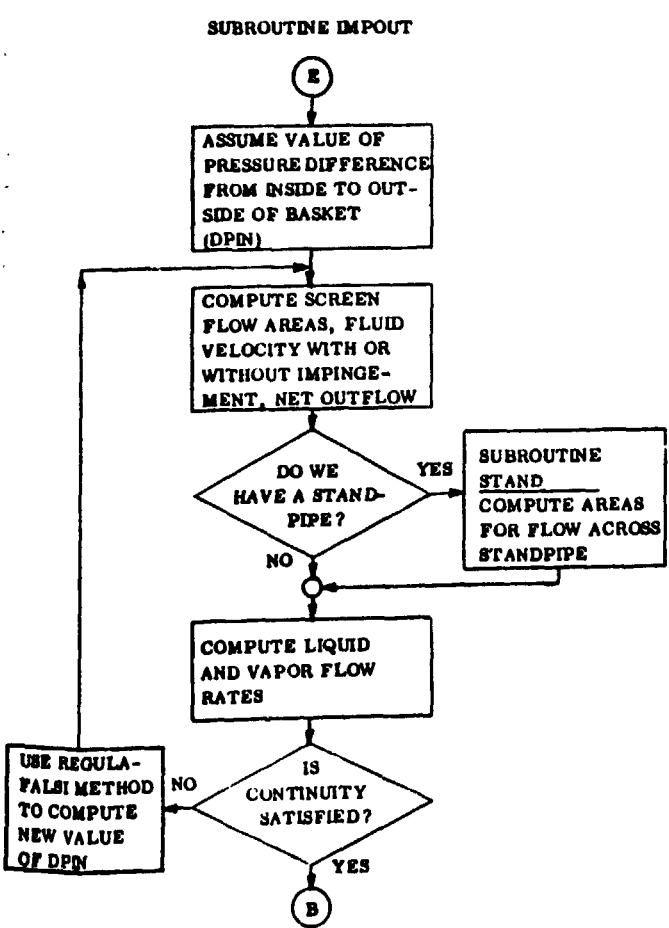 SUBROUTINE IMPOUT
E
ASSUME VALUE OF
PRESSURE DIFFERENCE
FROM INSIDE TO OUT-
SIDE OF BASKET
(DPIN)
COMPUTE SCREEN
FLOW AREAS, FLUID
VELOCITY WITH OR
WITHOUT IMPINGE-
MENT, NET OUTFLOW
DO WE
HAVE A STAND-
PIPE?
YES
SUBROUTINE
STAND
COMPUTE AREAS
FOR FLOW ACROSS
STANDPIPE
NO
COMPUTE LIQUID
AND VAPOR FLOW
RATES
IS
CONTINUITY
SATISFIED?
NO
USE REGULA-
FALSI METHOD
TO COMPUTE
NEW VALUE
OF DPIN
YES
B